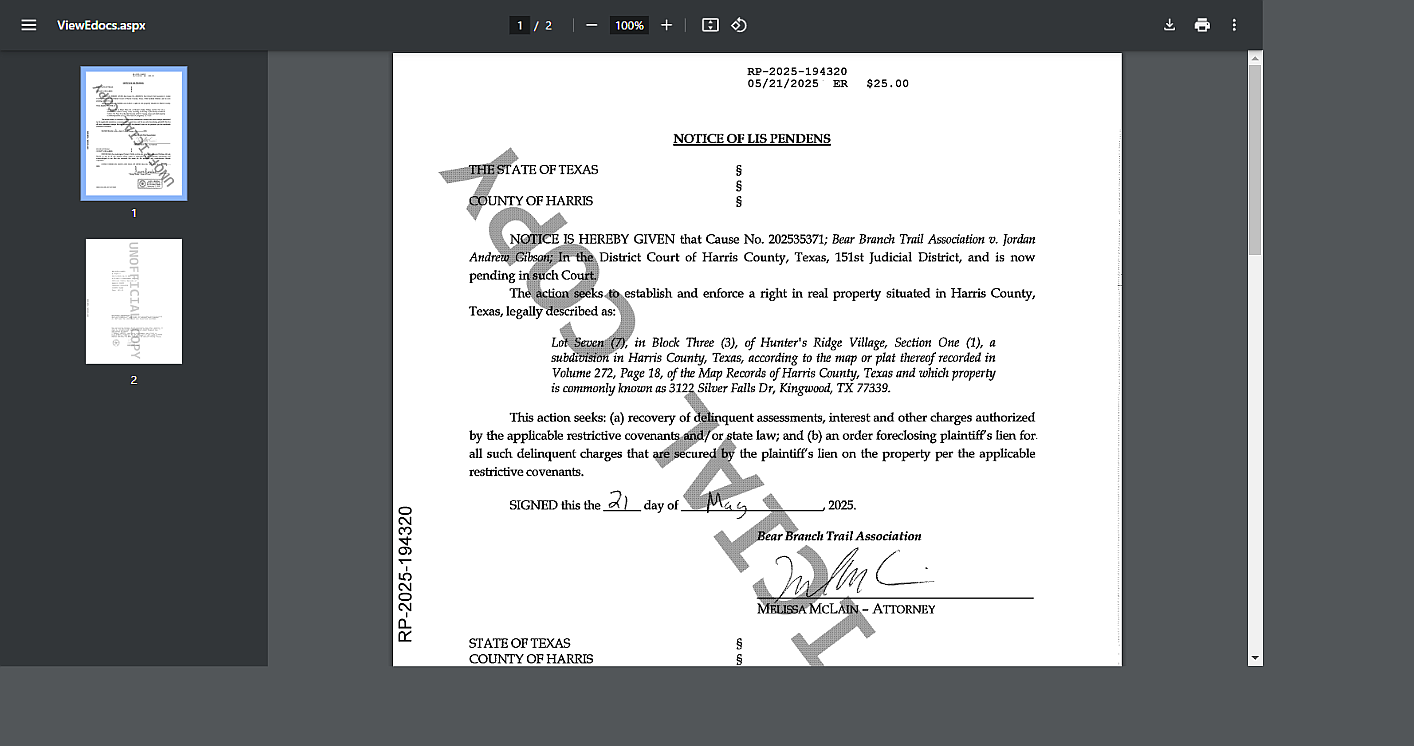 ViewEdocs.aspx
1 / 2
100%
1
2
RP-2025-194320
05/21/2025 ER $25.00
NOTICE OF LIS PENDENS
THE STATE OF TEXAS §
§
COUNTY OF HARRIS §
NOTICE IS HEREBY GIVEN that Cause No. 202535371; Bear Branch Trail Association v. Jordan
Andrew Gibson; In the District Court of Harris County, Texas, 151st Judicial District, and is now
pending in such Court.
The action seeks to establish and enforce a right in real property situated in Harris County,
Texas, legally described as:
Lot Seven (7), in Block Three (3), of Hunter's Ridge Village, Section One (1), a
subdivision in Harris County, Texas, according to the map or plat thereof recorded in
Volume 272, Page 18, of the Map Records of Harris County, Texas and which property
is commonly known as 3122 Silver Falls Dr, Kingwood, TX 77339.
This action seeks: (a) recovery of delinquent assessments, interest and other charges authorized
by the applicable restrictive covenants and/or state law; and (b) an order foreclosing plaintiff's lien for
all such delinquent charges that are secured by the plaintiff's lien on the property per the applicable
restrictive covenants.
SIGNED this the 21 day of May, 2025.
Bear Branch Trail Association
MELISSA MCLAIN – ATTORNEY
STATE OF TEXAS §
COUNTY OF HARRIS §
RP-2025-194320
ICIAL COPY
UNOFFICIAL COPY
UNOFFICIAL COPY